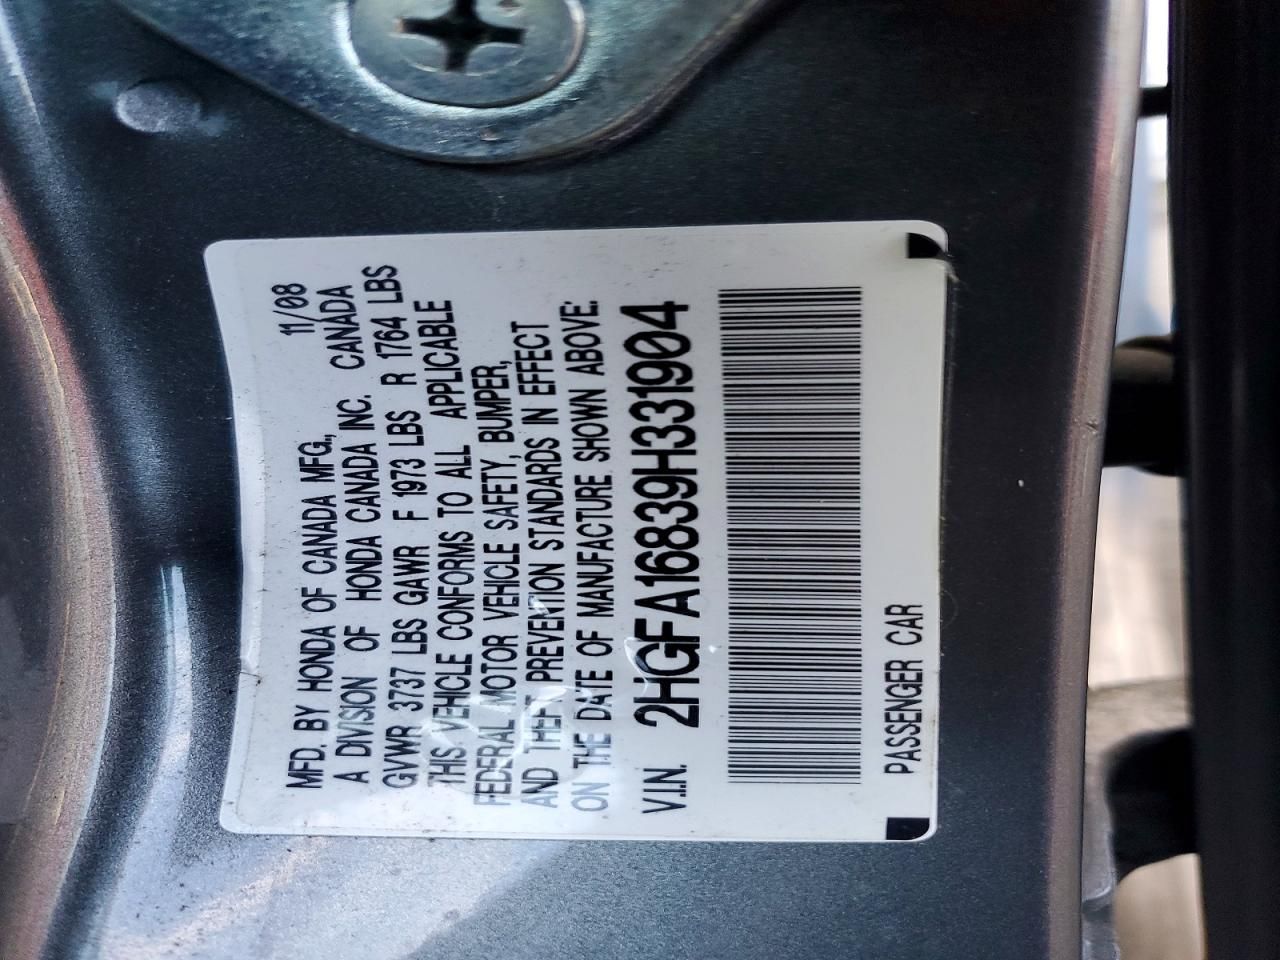 MFD. BY HONDA OF CANADA MFG., 11/08
A DIVISION OF HONDA CANADA INC. CANADA
GVWR 3737 LBS GAWR F 1973 LBS R 1764 LBS
THIS VEHICLE CONFORMS TO ALL APPLICABLE
FEDERAL MOTOR VEHICLE SAFETY, BUMPER,
AND THEFT PREVENTION STANDARDS IN EFFECT
ON THE DATE OF MANUFACTURE SHOWN ABOVE.
V.I.N. 2HGFA16839H331904
PASSENGER CAR